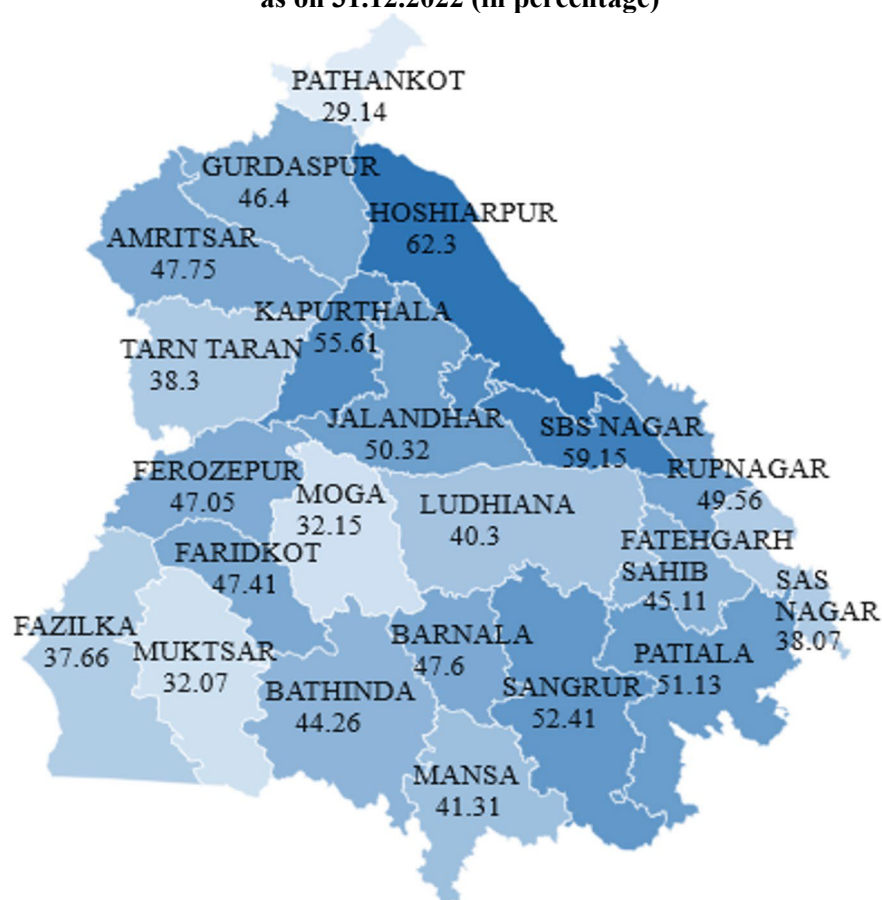 as on 31.12.2022 (in percentage)
PATHANKOT
29.14
GURDASPUR
46.4
HOSHIARPUR
62.3
AMRITSAR
47.75
KAPURTHALA
55.61
TARN TARAN
38.3
JALANDHAR
50.32
SBS NAGAR
59.15
RUPNAGAR
49.56
FEROZEPUR
47.05
MOGA
32.15
LUDHIANA
40.3
FATEHGARH
SAHIB
45.11
FARIDKOT
47.41
SAS
NAGAR
38.07
FAZILKA
37.66
MUKTSAR
32.07
BARNALA
47.6
PATIALA
51.13
BATHINDA
44.26
SANGRUR
52.41
MANSA
41.31